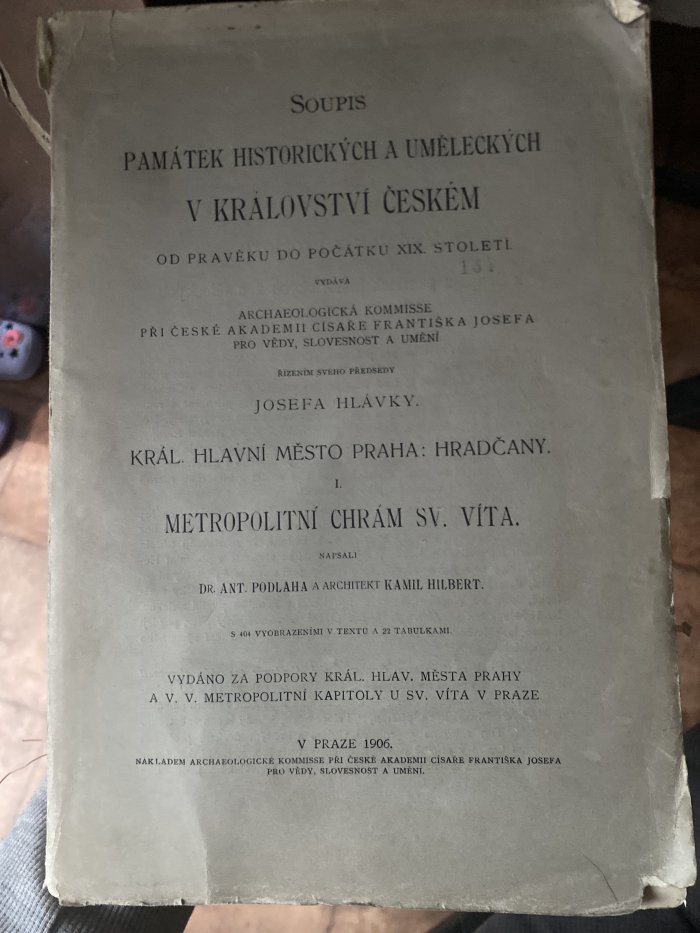 SOUPIS
PAMÁTEK HISTORICKÝCH A UMĚLECKÝCH
V KRÁLOVSTVÍ ČESKÉM
OD PRAVĚKU DO POČÁTKU XIX. STOLETÍ.
VYDÁVÁ
ARCHAEOLOGICKÁ KOMMISSE
PŘI ČESKÉ AKADEMII CÍSAŘE FRANTIŠKA JOSEFA
PRO VĚDY, SLOVESNOST A UMĚNÍ
ŘÍZENÍM SVÉHO PŘEDSEDY
JOSEFA HLÁVKY.
KRÁL. HLAVNÍ MĚSTO PRAHA: HRADČANY.
I.
METROPOLITNÍ CHRÁM SV. VÍTA.
NAPSALI
DR. ANT. PODLAHA A ARCHITEKT KAMIL HILBERT.
S 404 VYOBRAZENÍMI V TEXTU A 22 TABULKAMI.
VYDÁNO ZA PODPORY KRÁL. HLAV. MĚSTA PRAHY
A V. V. METROPOLITNÍ KAPITOLY U SV. VÍTA V PRAZE
V PRAZE 1906.
NÁKLADEM ARCHAEOLOGICKÉ KOMMISSE PŘI ČESKÉ AKADEMII CÍSAŘE FRANTIŠKA JOSEFA
PRO VĚDY, SLOVESNOST A UMĚNÍ.